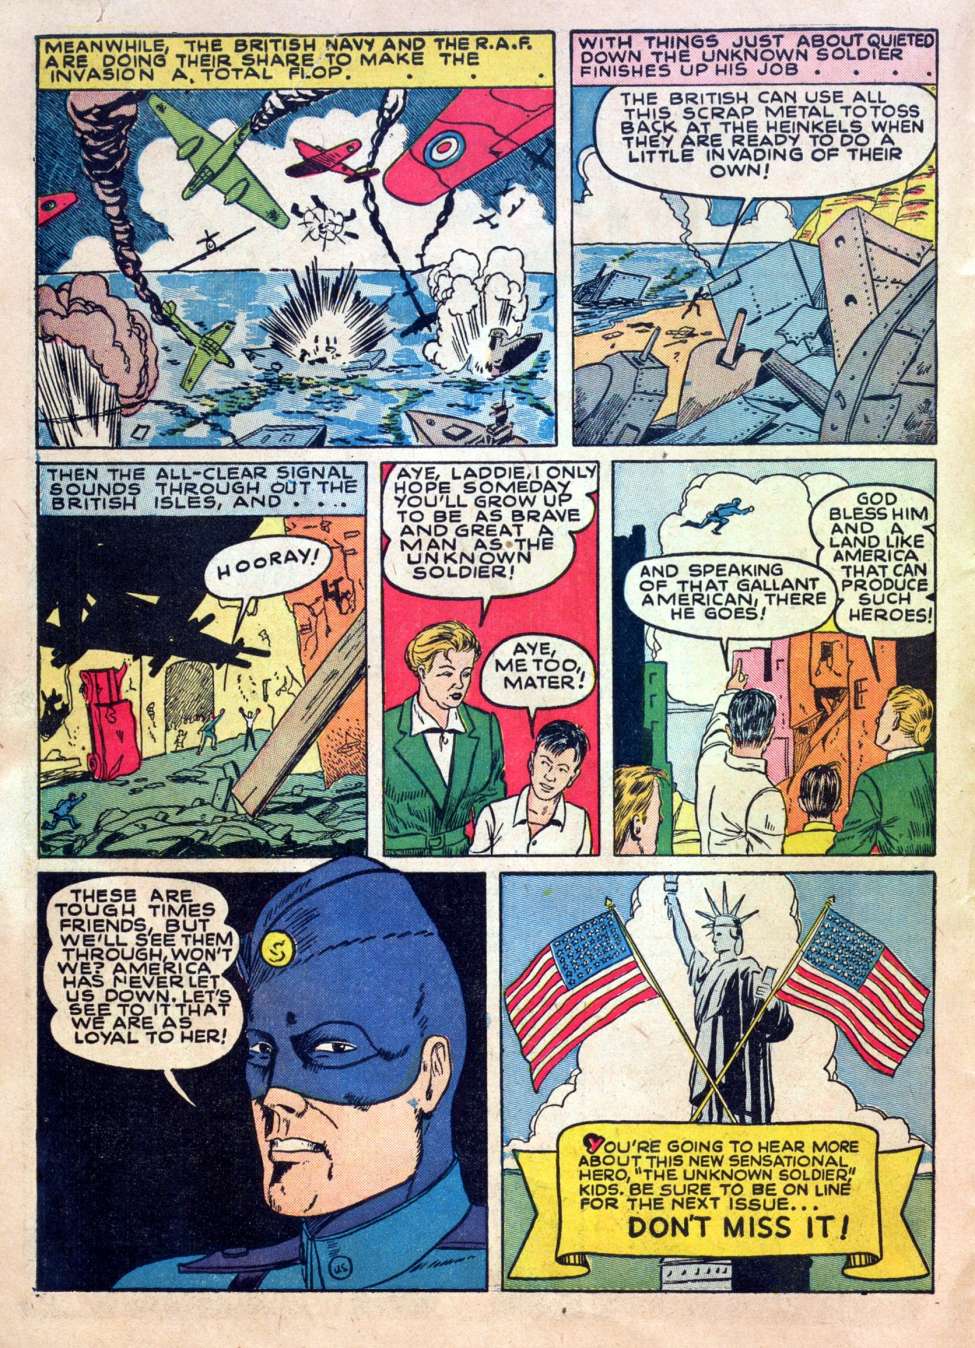 MEANWHILE, THE BRITISH NAVY AND THE R.A.F.
ARE DOING THEIR SHARE TO MAKE THE
INVASION A TOTAL FLOP. . . . .
WITH THINGS JUST ABOUT QUIETED
DOWN THE UNKNOWN SOLDIER
FINISHES UP HIS JOB . . . . .
THE BRITISH CAN USE ALL
THIS SCRAP METAL TO TOSS
BACK AT THE HEINKELS WHEN
THEY ARE READY TO DO A
LITTLE INVADING OF THEIR
OWN!
THEN THE ALL-CLEAR SIGNAL
SOUNDS THROUGH OUT THE
BRITISH ISLES, AND . . . .
HOORAY!
AYE, LADDIE, I ONLY
HOPE SOMEDAY
YOU'LL GROW UP
TO BE AS BRAVE
AND GREAT A
MAN AS THE
UNKNOWN
SOLDIER!
AYE,
ME TOO,
MATER!
AND SPEAKING
OF THAT GALLANT
AMERICAN, THERE
HE GOES!
GOD
BLESS HIM
AND A
LAND LIKE
AMERICA
THAT CAN
PRODUCE
SUCH
HEROES!
THESE ARE
TOUGH TIMES
FRIENDS, BUT
WE'LL SEE THEM
THROUGH, WON'T
WE? AMERICA
HAS NEVER LET
US DOWN. LET'S
SEE TO IT THAT
WE ARE AS
LOYAL TO HER!
S
US
YOU'RE GOING TO HEAR MORE
ABOUT THIS NEW SENSATIONAL
HERO, "THE UNKNOWN SOLDIER,"
KIDS. BE SURE TO BE ON LINE
FOR THE NEXT ISSUE...
DON'T MISS IT!